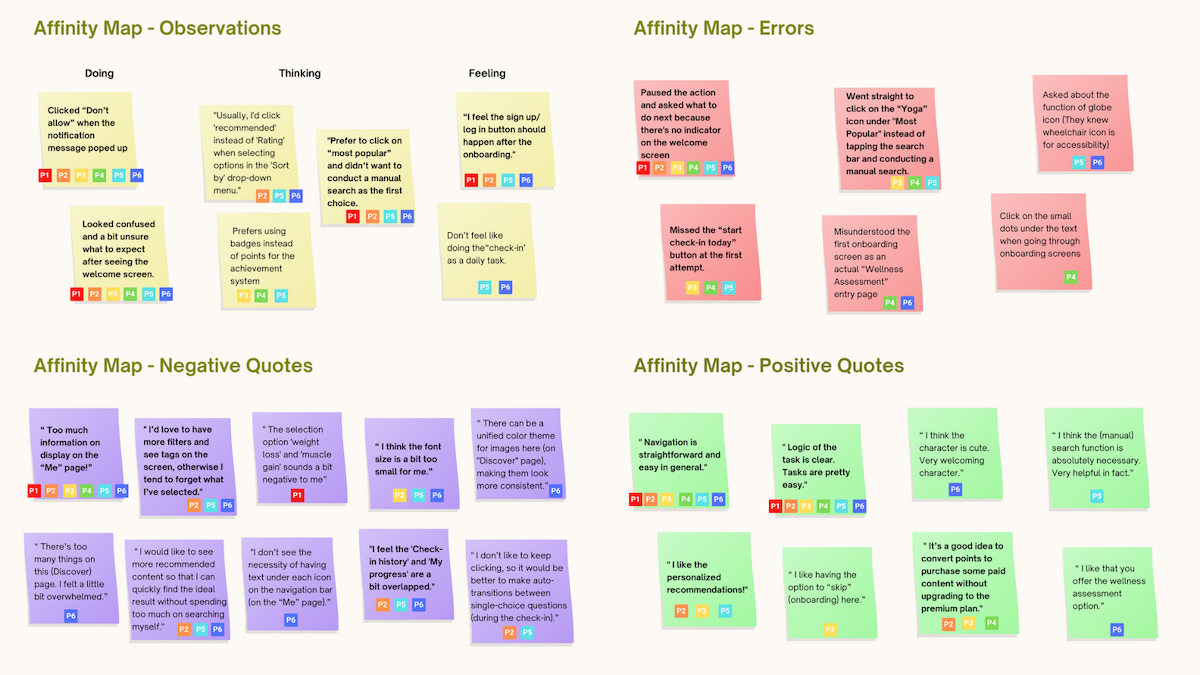 Affinity Map - Observations
Doing
Thinking
Feeling
Clicked “Don’t
allow” when the
notification
message poped up
P1 P2 P3 P4 P5 P6
"Usually, I'd click
'recommended'
instead of 'Rating'
when selecting
options in the 'Sort
by' drop-down
menu."
P2 P5 P6
"Prefer to click on
“most popular”
and didn't want to
conduct a manual
search as the first
choice.
P1 P2 P5 P6
“I feel the sign up/
log in button should
happen after the
onboarding."
P1 P2 P5 P6
Looked confused
and a bit unsure
what to expect
after seeing the
welcome screen.
P1 P2 P3 P4 P5 P6
Prefers using
badges instead
of points for the
achievement
system
P3 P4 P5
Don’t feel like
doing the“check-in’
as a daily task.
P5 P6
Affinity Map - Errors
Paused the action
and asked what to
do next because
there's no indicator
on the welcome
screen
P1 P2 P3 P4 P5 P6
Went straight to
click on the “Yoga”
icon under "Most
Popular" instead of
tapping the search
bar and conducting a
manual search.
P3 P4 P5
Asked about the
function of globe
icon (They knew
wheelchair icon is
for accessibility)
P5 P6
Missed the “start
check-in today”
button at the first
attempt.
P3 P4 P5
Misunderstood the
first onboarding
screen as an
actual “Wellness
Assessment”
entry page
P4 P6
Click on the small
dots under the text
when going through
onboarding screens
P4
Affinity Map - Negative Quotes
“ Too much
information on
display on the
“Me” page!”
P1 P2 P3 P4 P5 P6
" I'd love to have
more filters and
see tags on the
screen, otherwise I
tend to forget what
I've selected."
P2 P5 P6
“ The selection
option 'weight
loss' and 'muscle
gain' sounds a bit
negative to me”
P1
“ I think the font
size is a bit too
small for me.”
P3 P5 P6
“ There can be a
unified color theme
for images here (on
“Discover” page),
making them look
more consistent.”
P6
“ There’s too
many things on
this (Discover)
page. I felt a little
bit overwhelmed.”
P6
“ I would like to see
more recommended
content so that I can
quickly find the ideal
result without spending
too much on searching
myself."
P2 P5 P6
"I don’t see the
necessity of having
text under each icon
on the navigation bar
(on the “Me” page).”
P6
"I feel the 'Check-
in history' and 'My
progress' are a
bit overlapped."
P2 P5 P6
" I don’t like to keep
clicking, so it would be
better to make auto-
transitions between
single-choice questions
(during the check-in).”
P2 P5
Affinity Map - Positive Quotes
" Navigation is
straightforward and
easy in general."
P1 P2 P3 P4 P5 P6
" Logic of the
task is clear.
Tasks are pretty
easy.”
P1 P2 P3 P4 P5 P6
“ I think the
character is cute.
Very welcoming
character.”
P6
“ I think the (manual)
search function is
absolutely necessary.
Very helpful in fact.”
P5
" I like the
personalized
recommendations!"
P2 P3 P5
“ I like having the
option to “skip”
(onboarding) here.”
P3
" It’s a good idea to
convert points to
purchase some paid
content without
upgrading to the
premium plan.”
P2 P3 P4
“ I like that you
offer the wellness
assessment
option.”
P6